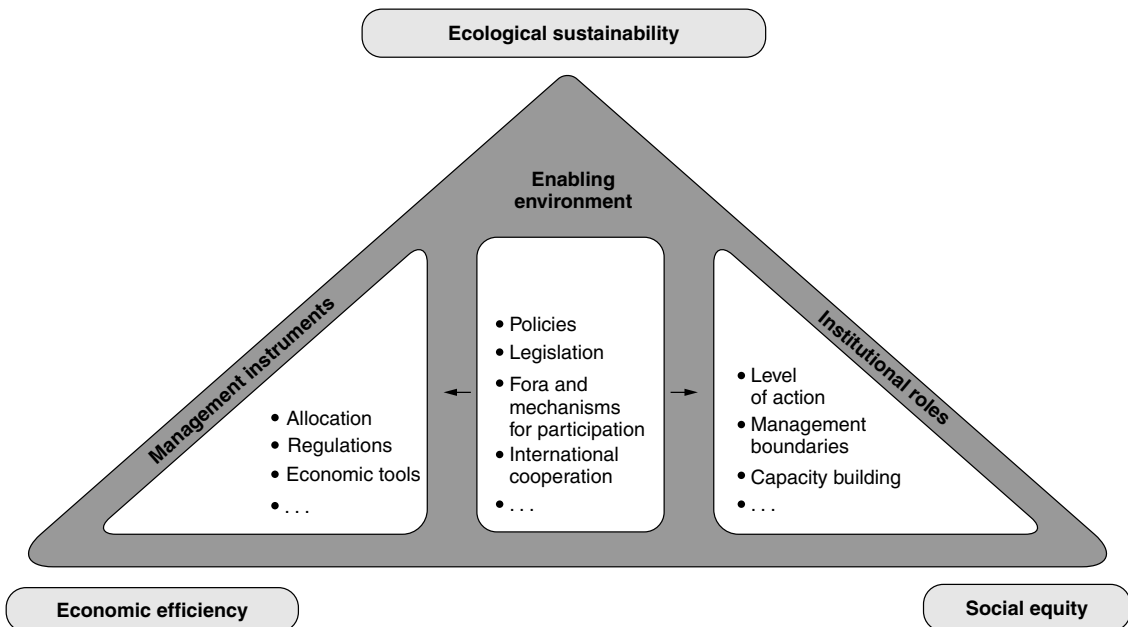 Ecological sustainability
Enabling
environment
Management instruments
• Allocation
• Regulations
• Economic tools
• . . .
• Policies
• Legislation
• Fora and
mechanisms
for participation
• International
cooperation
• . . .
Institutional roles
• Level
of action
• Management
boundaries
• Capacity building
• . . .
Economic efficiency
Social equity